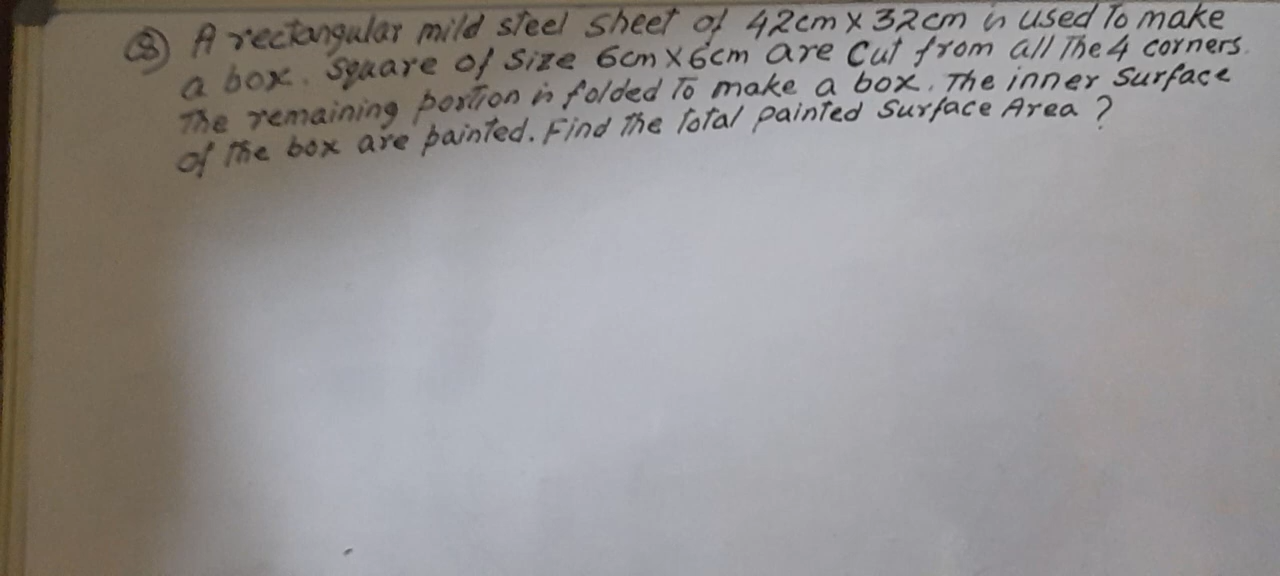 ⑧ A rectangular mild steel sheet of 42cm x 32cm is used To make
a box. Square of Size 6cm x 6cm are Cut from all The 4 corners.
The remaining portion is folded To make a box. The inner Surface
of The box are painted. Find The Total painted Surface Area ?